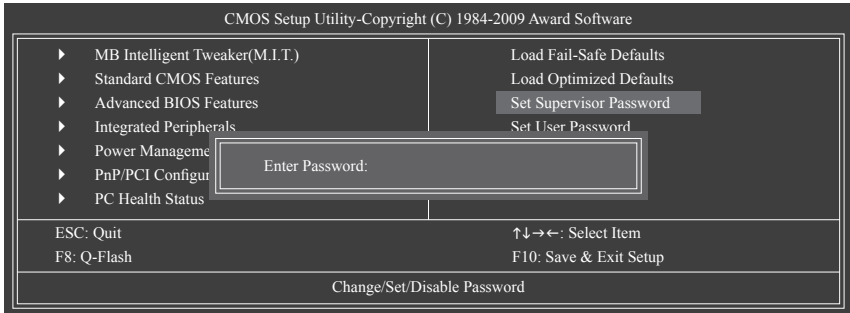 CMOS Setup Utility-Copyright (C) 1984-2009 Award Software
MB Intelligent Tweaker(M.I.T.)
Standard CMOS Features
Advanced BIOS Features
Integrated Peripherals
Power Manageme
PnP/PCI Configur
PC Health Status
Load Fail-Safe Defaults
Load Optimized Defaults
Set Supervisor Password
Set User Password
Enter Password:
ESC: Quit
F8: Q-Flash
↑↓→←: Select Item
F10: Save & Exit Setup
Change/Set/Disable Password